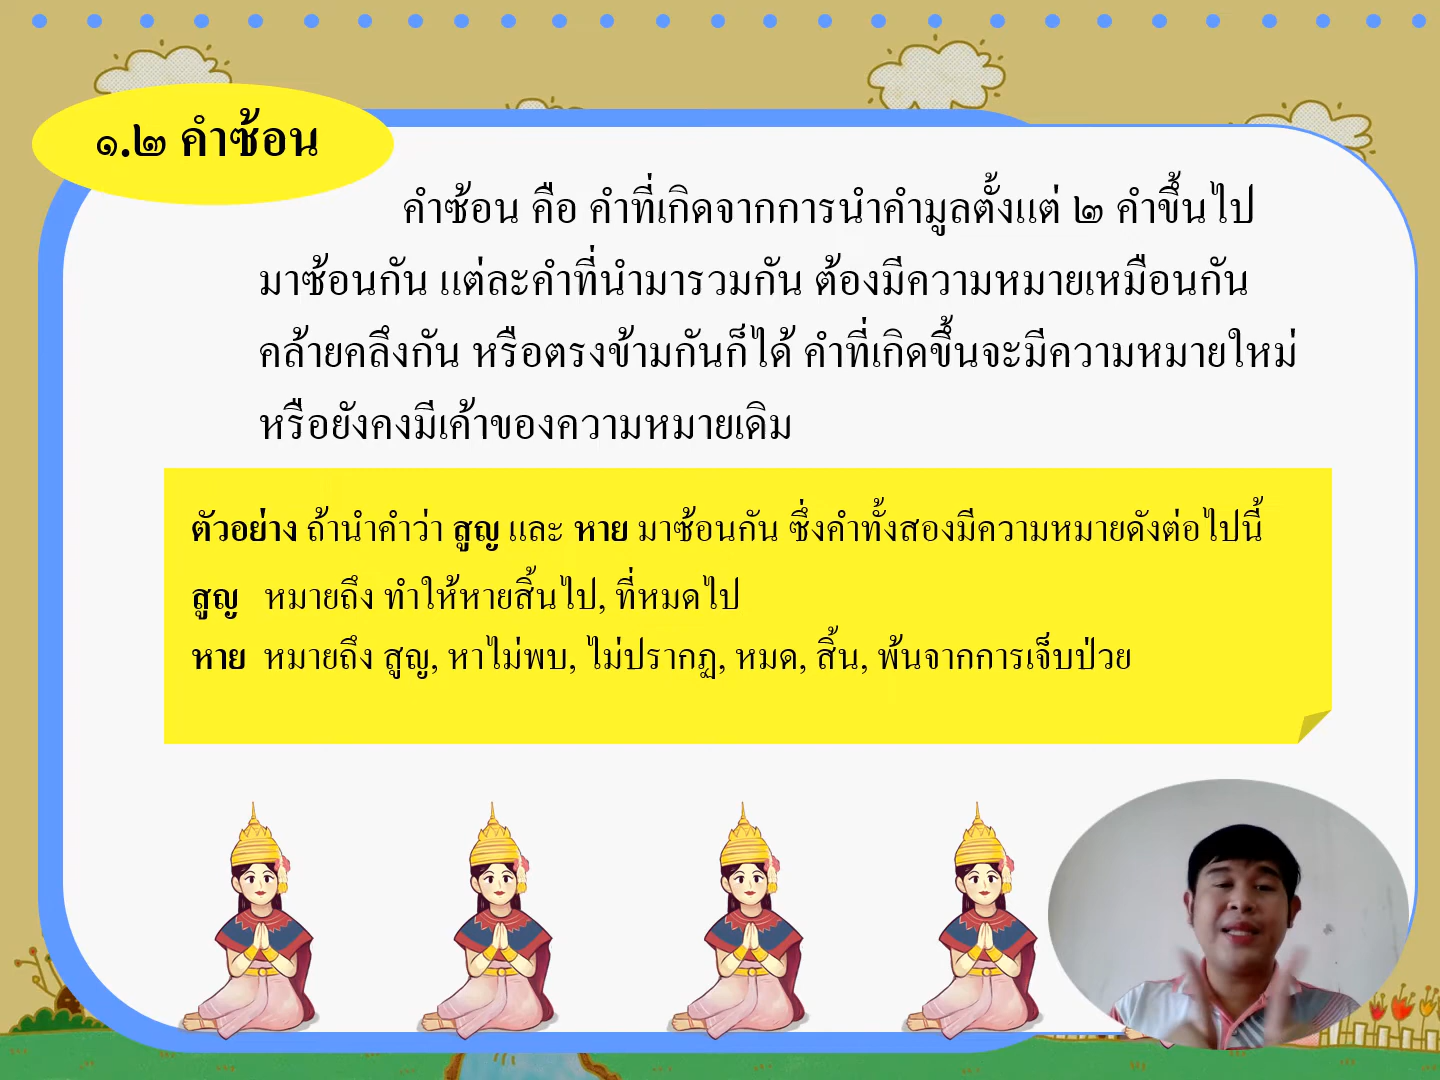 ๑.๒ คำซ้อน
คำซ้อน คือ คำที่เกิดจากการนำคำมูลตั้งแต่ ๒ คำขึ้นไป
มาซ้อนกัน แต่ละคำที่นำมารวมกัน ต้องมีความหมายเหมือนกัน
คล้ายคลึงกัน หรือตรงข้ามกันก็ได้ คำที่เกิดขึ้นจะมีความหมายใหม่
หรือยังคงมีเค้าของความหมายเดิม
ตัวอย่าง ถ้านำคำว่า สูญ และ หาย มาซ้อนกัน ซึ่งคำทั้งสองมีความหมายดังต่อไปนี้
สูญ หมายถึง ทำให้หายสิ้นไป, ที่หมดไป
หาย หมายถึง สูญ, หาไม่พบ, ไม่ปรากฏ, หมด, สิ้น, พ้นจากการเจ็บป่วย